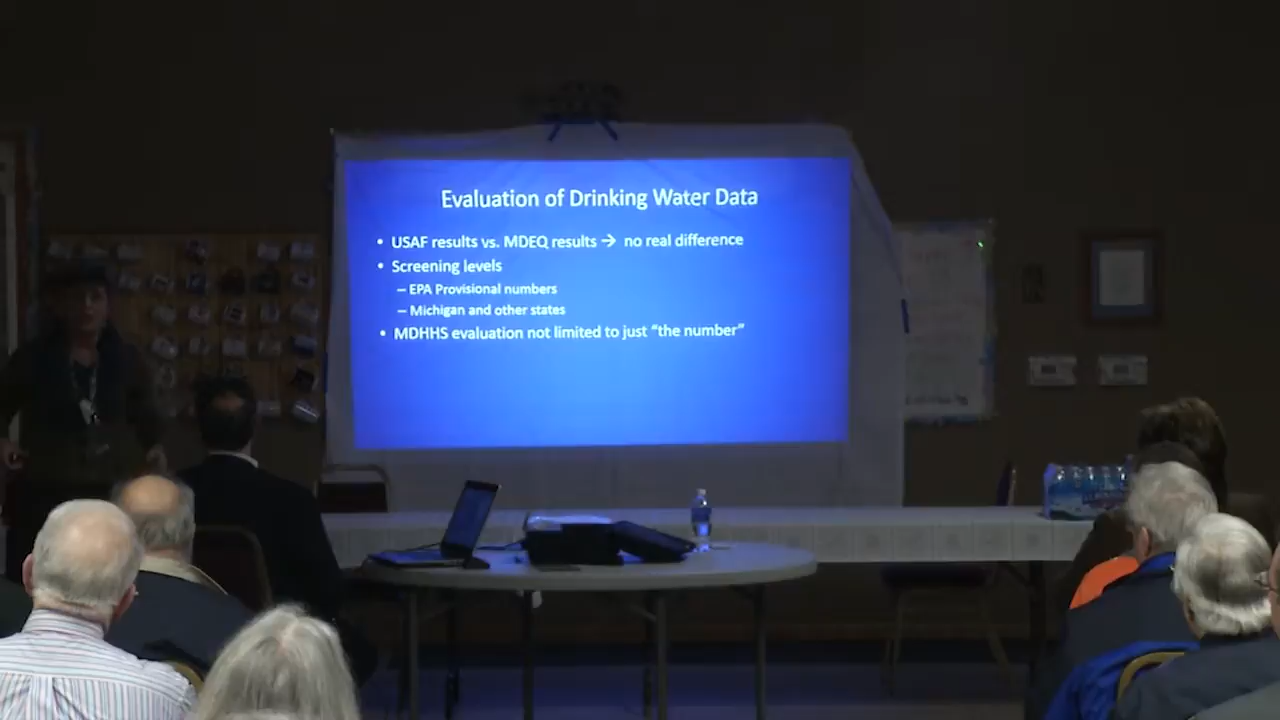 Evaluation of Drinking Water Data
• USAF results vs. MDEQ results → no real difference
• Screening levels
– EPA Provisional numbers
– Michigan and other states
• MDHHS evaluation not limited to just “the number”